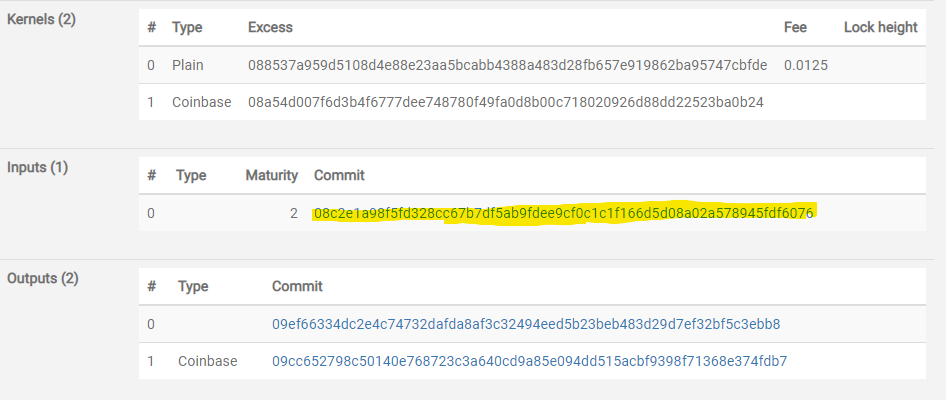 Kernels (2)
# Type Excess Fee Lock height
0 Plain 088537a959d5108d4e88e23aa5bcabb4388a483d28fb657e919862ba95747cbfde 0.0125
1 Coinbase 08a54d007f6d3b4f6777dee748780f49fa0d8b00c718020926d88dd22523ba0b24
Inputs (1)
# Type Maturity Commit
0 2 08c2e1a98f5fd328cc67b7df5ab9fdee9cf0c1c1f166d5d08a02a578945fdf6076
Outputs (2)
# Type Commit
0 09ef66334dc2e4c74732dafda8af3c32494eed5b23beb483d29d7ef32bf5c3ebb8
1 Coinbase 09cc652798c50140e768723c3a640cd9a85e094dd515acbf9398f71368e374fdb7